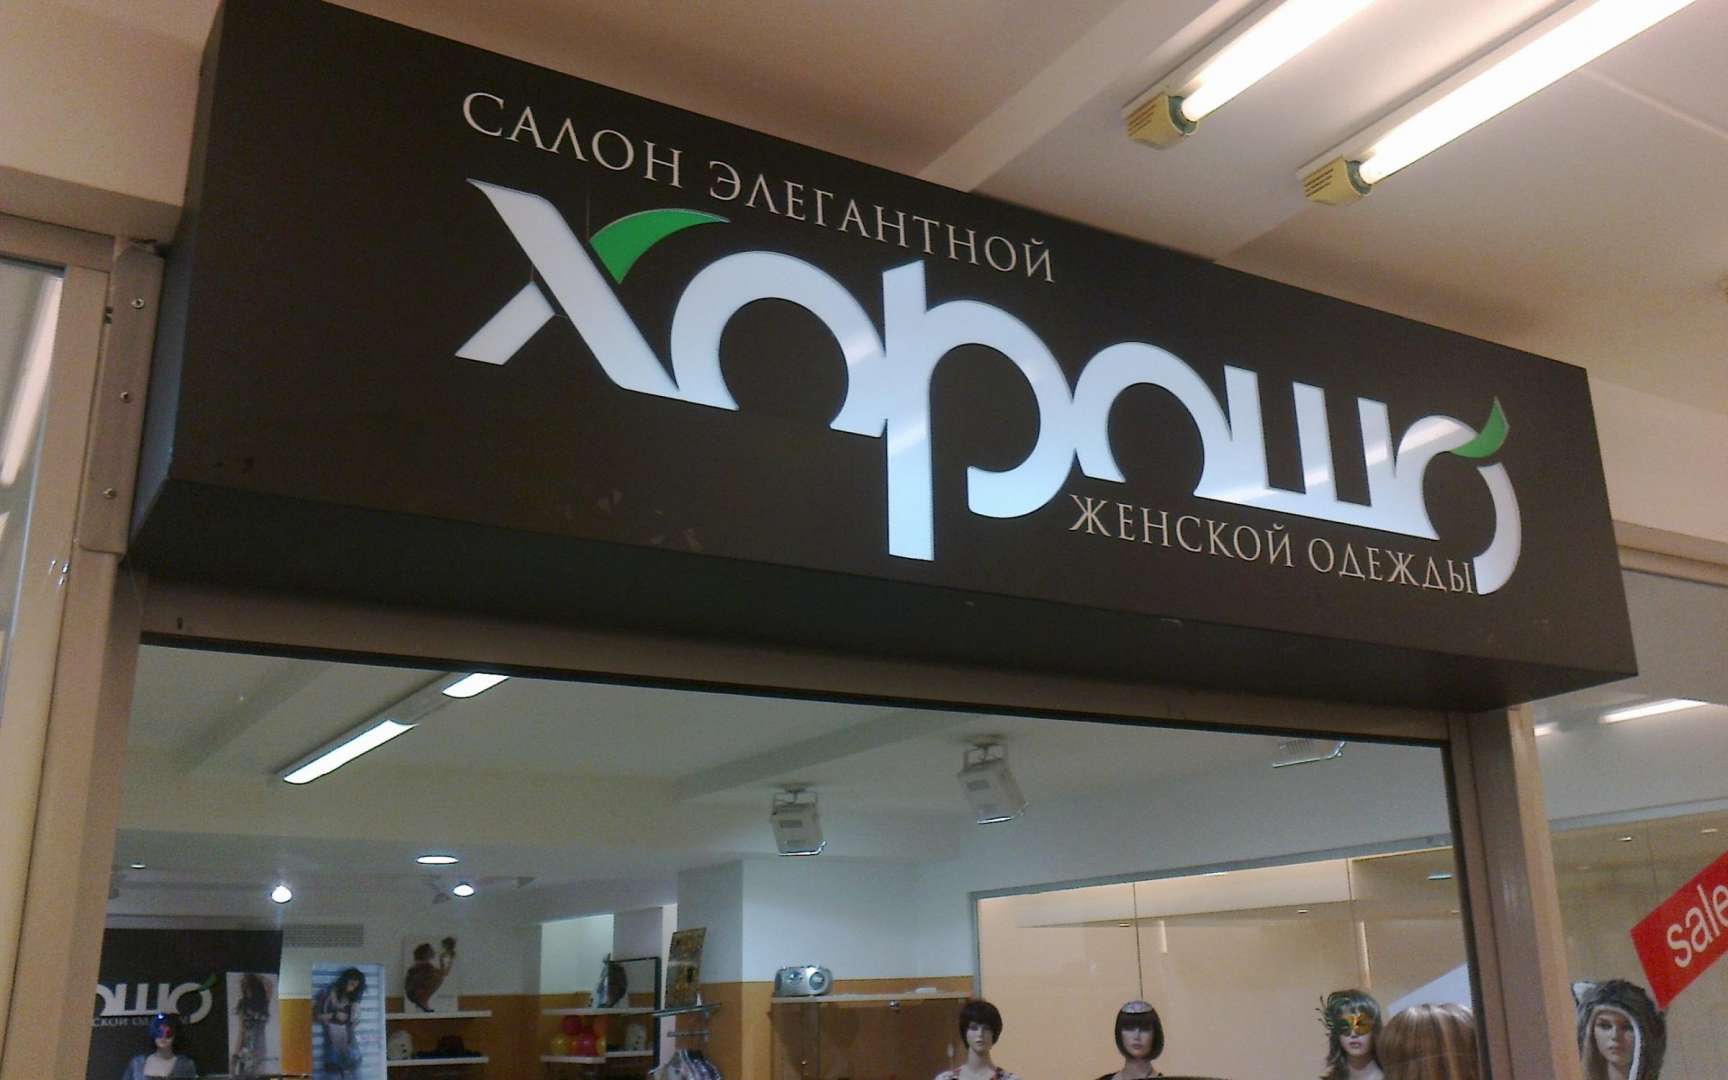 САЛОН ЭЛЕГАНТНОЙ
хорошо
ЖЕНСКОЙ ОДЕЖДЫ
sale